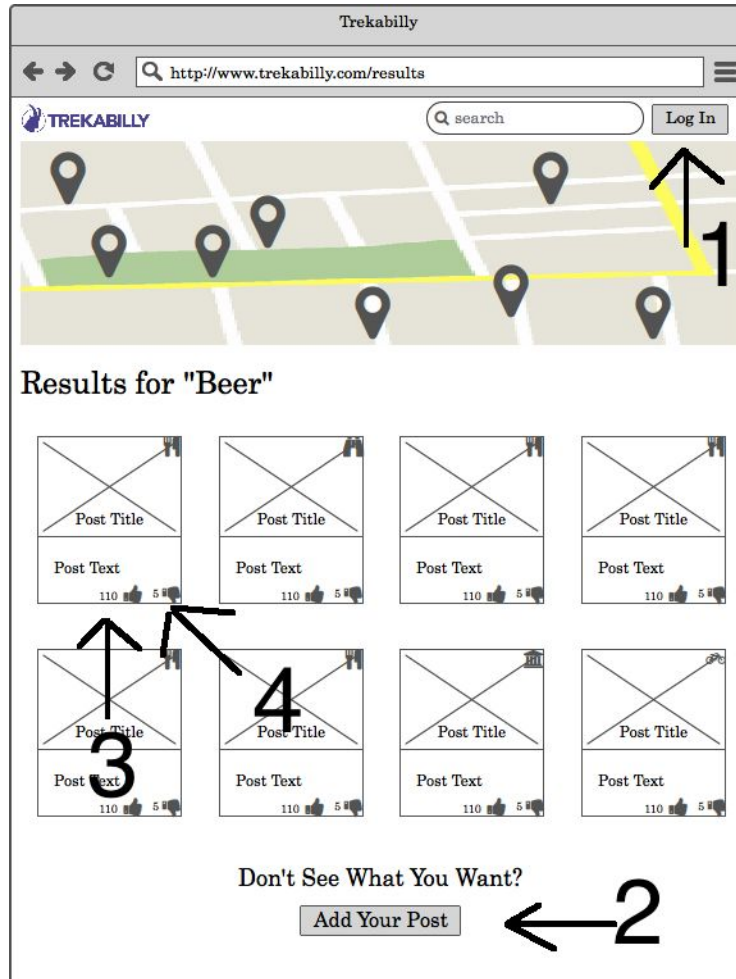 Trekabilly
http://www.trekabilly.com/results
TREKABILLY
search
Log In
1
Results for "Beer"
Post Title Post Title Post Title Post Title
Post Text Post Text Post Text Post Text
110 5 110 5 110 5 110 5
4
3
Post Title Post Title Post Title Post Title
Post Text Post Text Post Text Post Text
110 5 110 5 110 5 110 5
Don't See What You Want?
Add Your Post
2